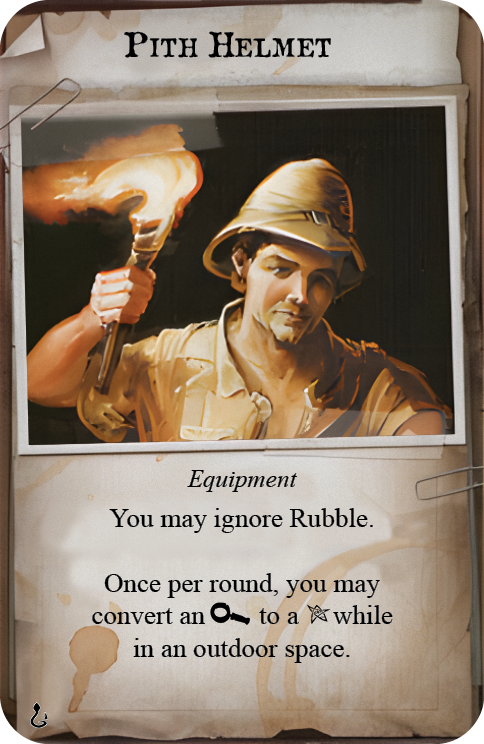 Pith Helmet
Equipment
You may ignore Rubble.
Once per round, you may
convert an to a while
in an outdoor space.